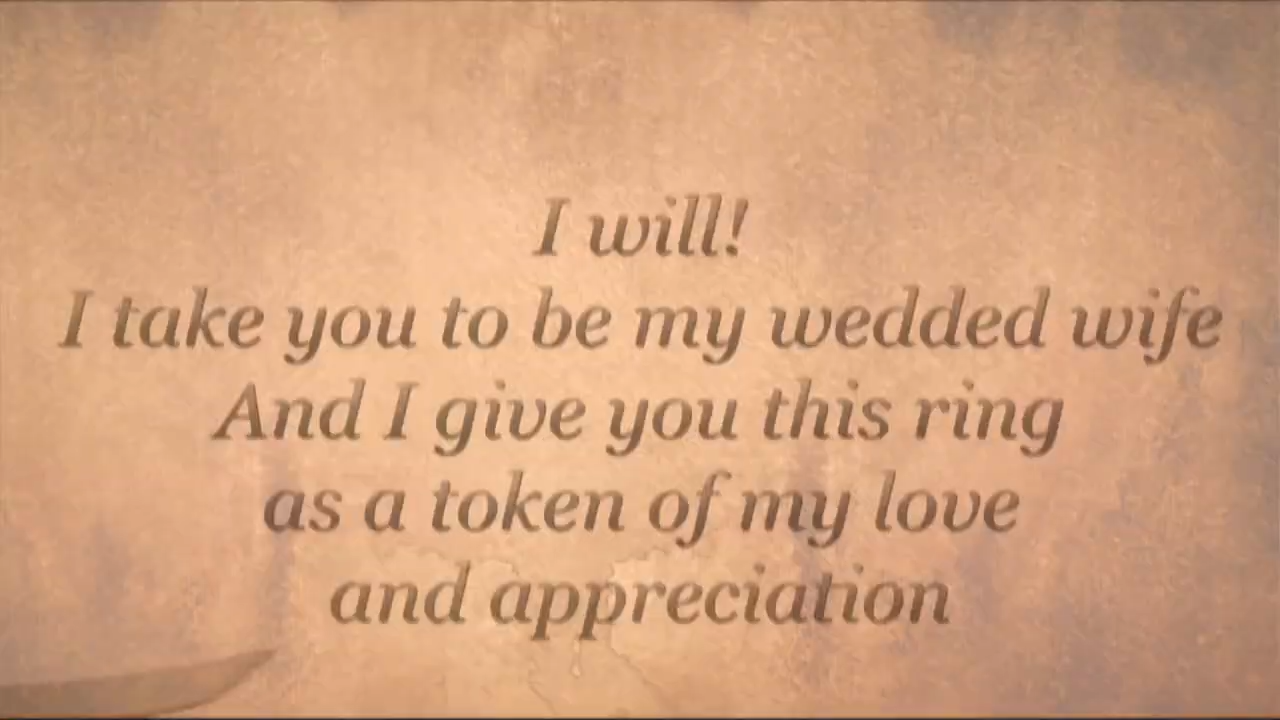 I will!
I take you to be my wedded wife
And I give you this ring
as a token of my love
and appreciation